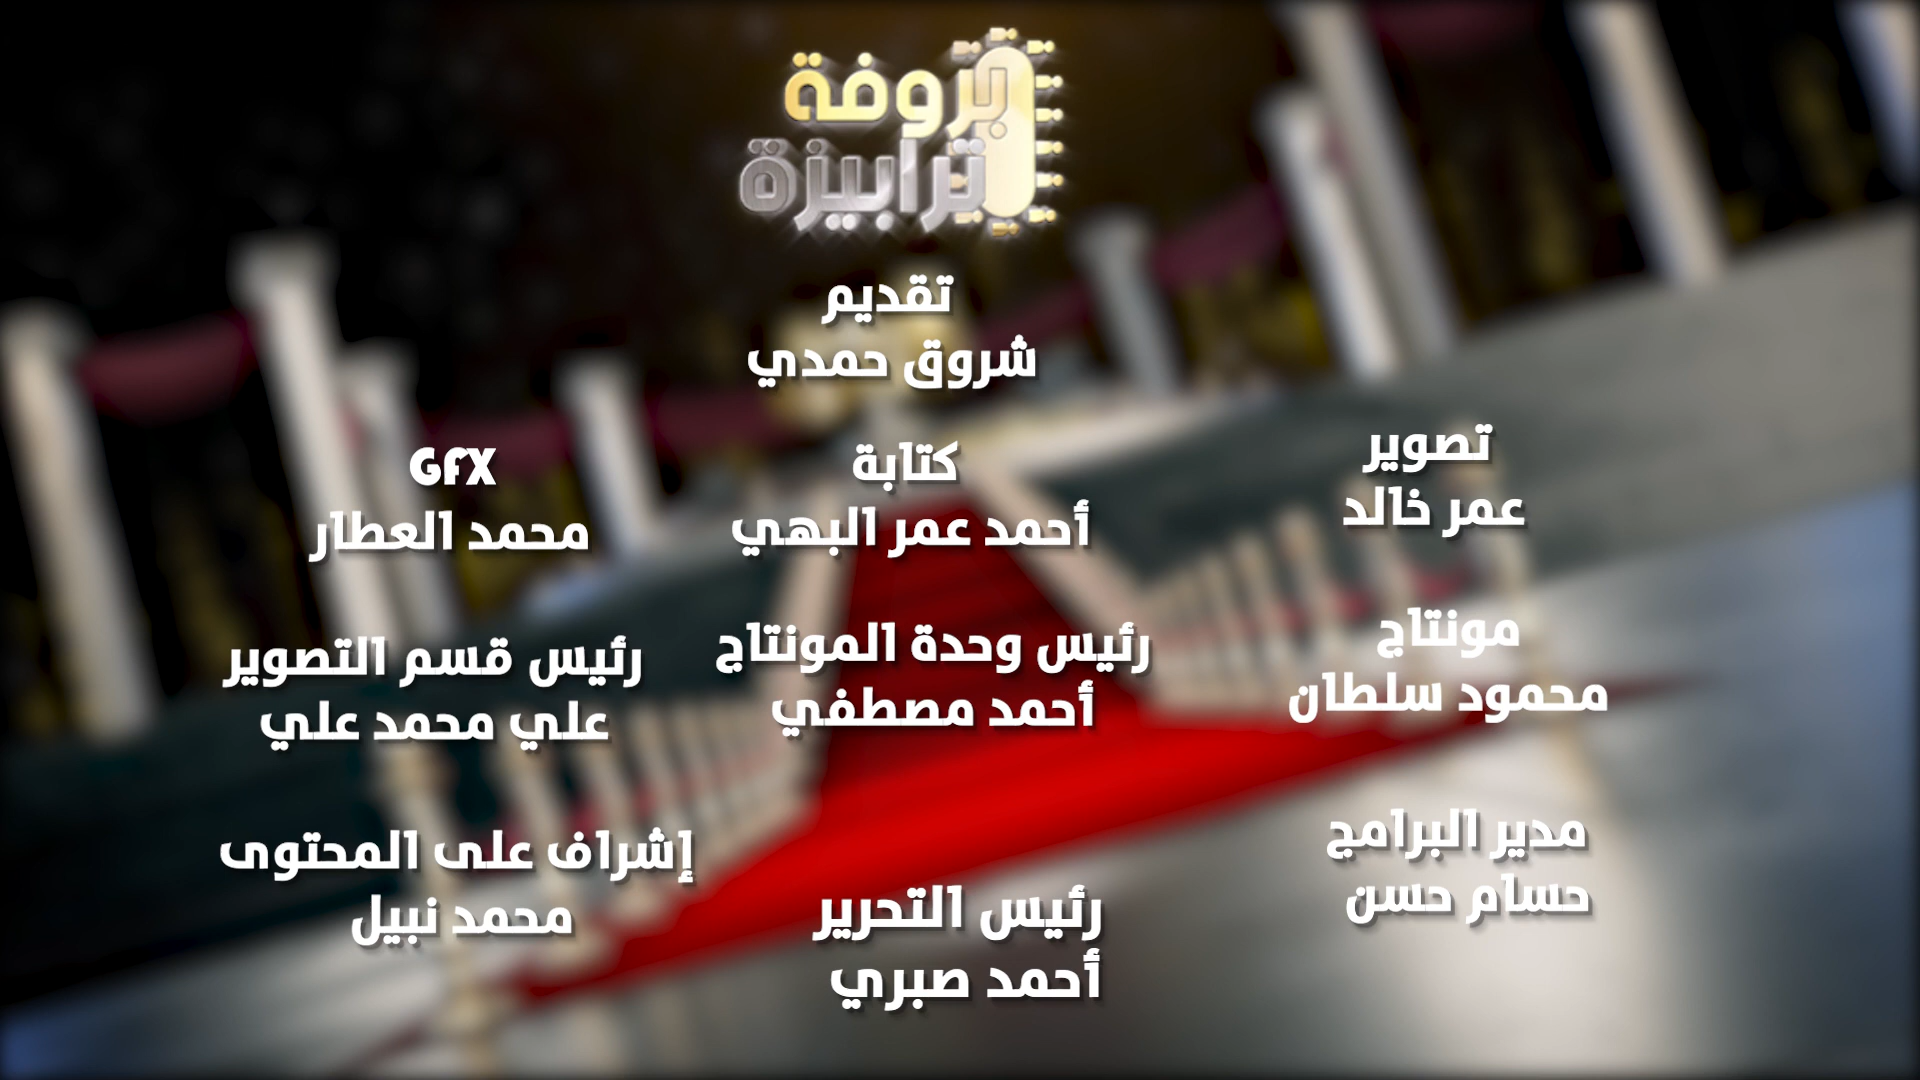 بروفة
ترابيزة
تقديم
شروق حمدي
تصوير
عمر خالد
كتابة
أحمد عمر البهي
GFX
محمد العطار
مونتاج
محمود سلطان
رئيس وحدة المونتاج
أحمد مصطفي
رئيس قسم التصوير
علي محمد علي
مدير البرامج
حسام حسن
رئيس التحرير
أحمد صبري
إشراف على المحتوى
محمد نبيل